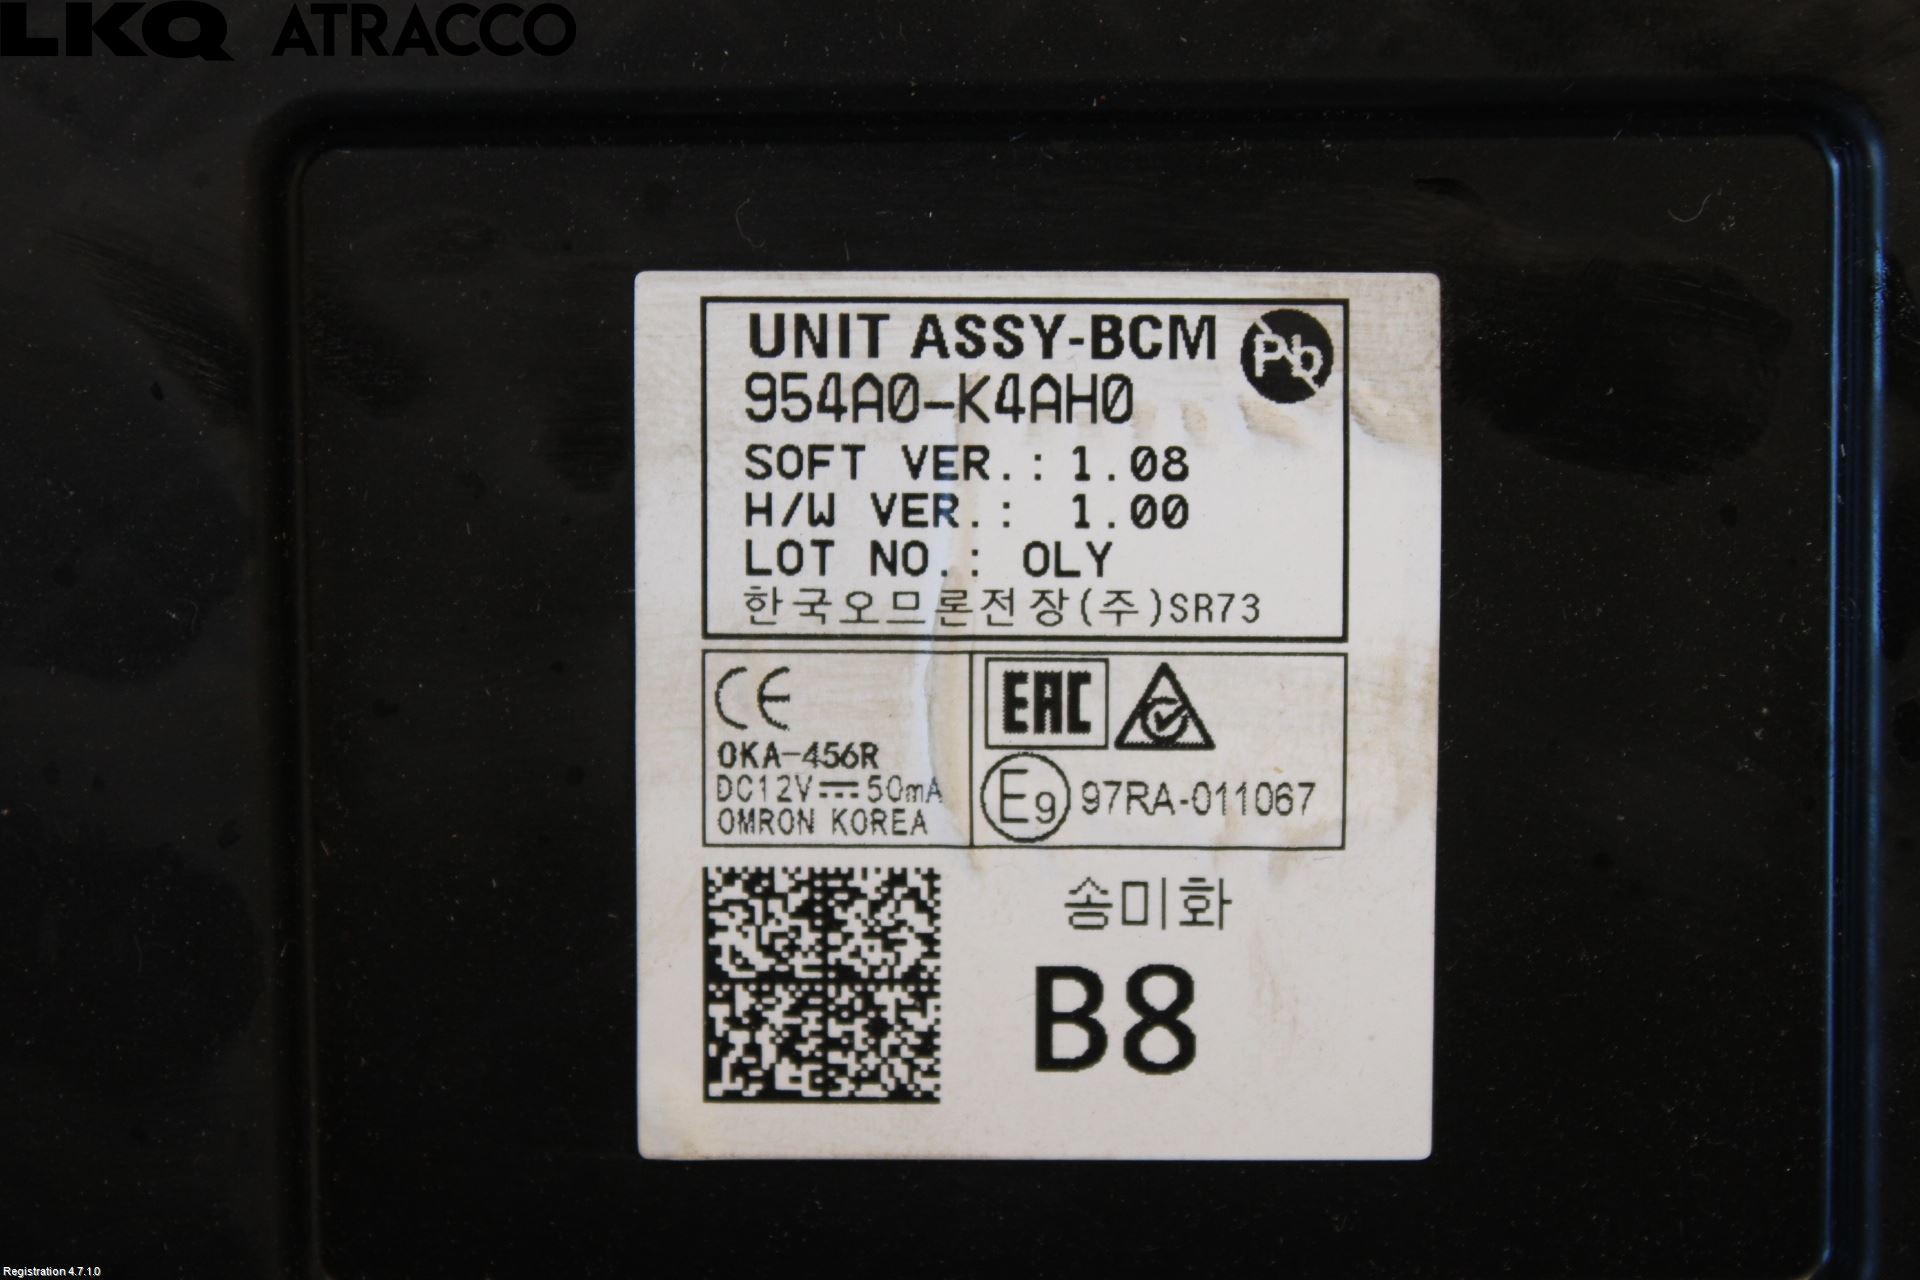 LKQ ATRACCO
UNIT ASSY-BCM
Pb
954A0-K4AH0
SOFT VER.: 1.08
H/W VER.: 1.00
LOT NO.: OLY
한국오므론전장(주)SR73
CE
EAC
OKA-456R
DC12V 50mA
E9 97RA-011067
OMRON KOREA
송미화
B8
Registration 4.7.1.0